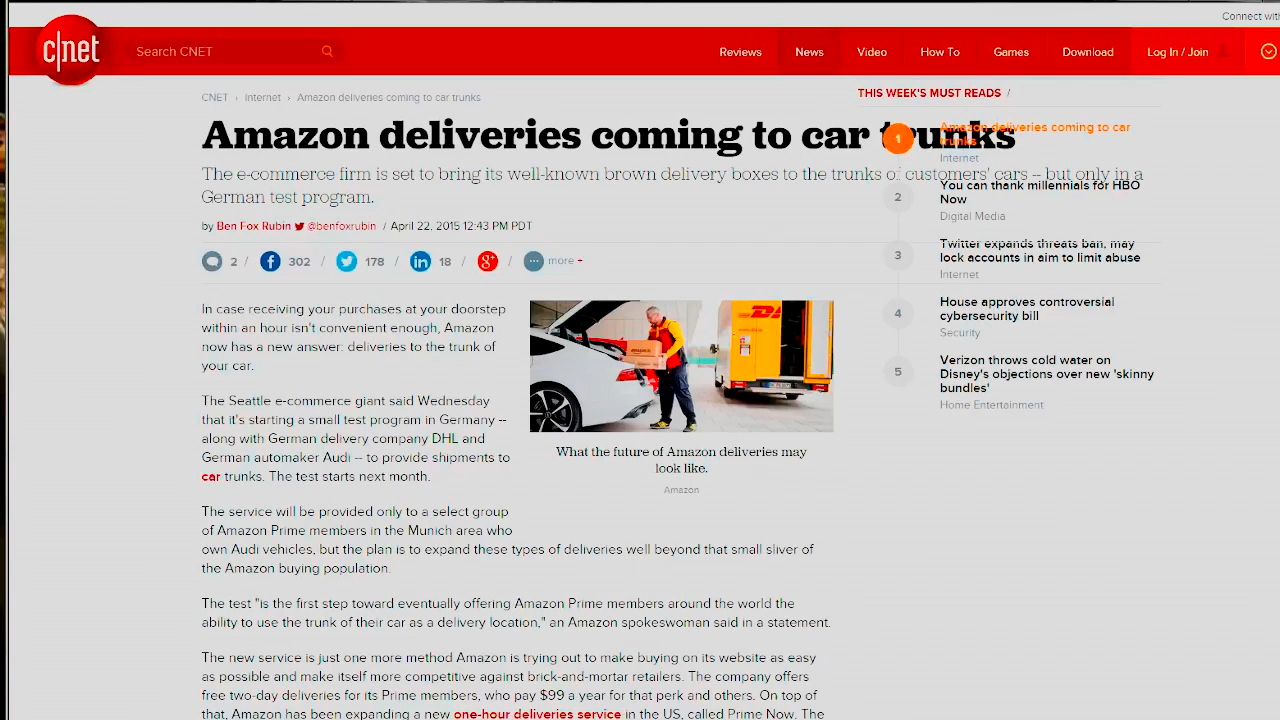 Connect with
c|net
Search CNET
Reviews News Video How To Games Download Log In / Join
CNET › Internet › Amazon deliveries coming to car trunks
Amazon deliveries coming to car trunks
The e-commerce firm is set to bring its well-known brown delivery boxes to the trunks of customers' cars -- but only in a
German test program.
by Ben Fox Rubin @benfoxrubin / April 22, 2015 12:43 PM PDT
2 / 302 / 178 / 18 / g+ / more +
In case receiving your purchases at your doorstep
within an hour isn't convenient enough, Amazon
now has a new answer: deliveries to the trunk of
your car.
The Seattle e-commerce giant said Wednesday
that it's starting a small test program in Germany --
along with German delivery company DHL and
German automaker Audi -- to provide shipments to
car trunks. The test starts next month.
DHL
What the future of Amazon deliveries may
look like.
Amazon
The service will be provided only to a select group
of Amazon Prime members in the Munich area who
own Audi vehicles, but the plan is to expand these types of deliveries well beyond that small sliver of
the Amazon buying population.
The test "is the first step toward eventually offering Amazon Prime members around the world the
ability to use the trunk of their car as a delivery location," an Amazon spokeswoman said in a statement.
The new service is just one more method Amazon is trying out to make buying on its website as easy
as possible and make itself more competitive against brick-and-mortar retailers. The company offers
free two-day deliveries for its Prime members, who pay $99 a year for that perk and others. On top of
that, Amazon has been expanding a new one-hour deliveries service in the US, called Prime Now. The
THIS WEEK'S MUST READS /
1
Amazon deliveries coming to car
trunks
Internet
2
You can thank millennials for HBO
Now
Digital Media
3
Twitter expands threats ban, may
lock accounts in aim to limit abuse
Internet
4
House approves controversial
cybersecurity bill
Security
5
Verizon throws cold water on
Disney's objections over new 'skinny
bundles'
Home Entertainment